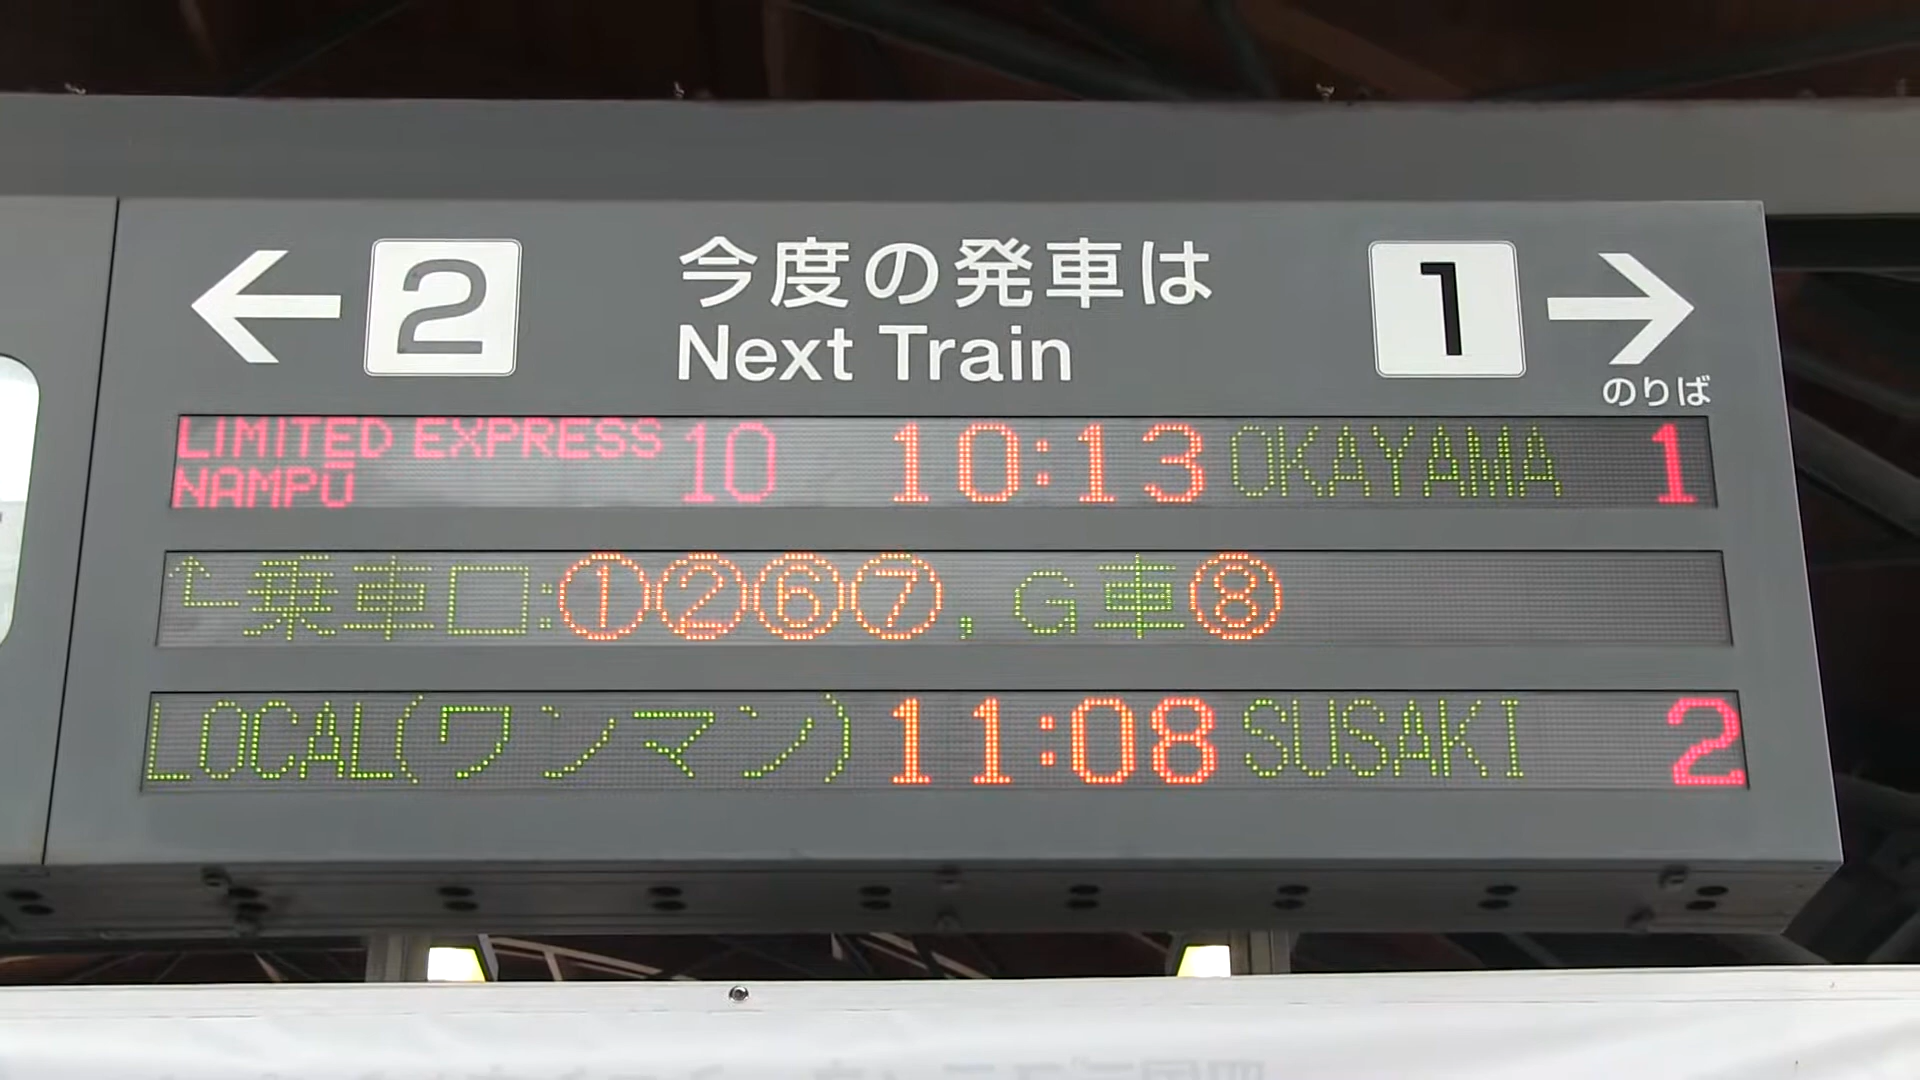 ← 2 今度の発車は 1 →
Next Train
のりば
LIMITED EXPRESS NAMPŪ 10 10:13 OKAYAMA 1
乗車口:①②⑥⑦, G車⑧
LOCAL(ワンマン) 11:08 SUSAKI 2